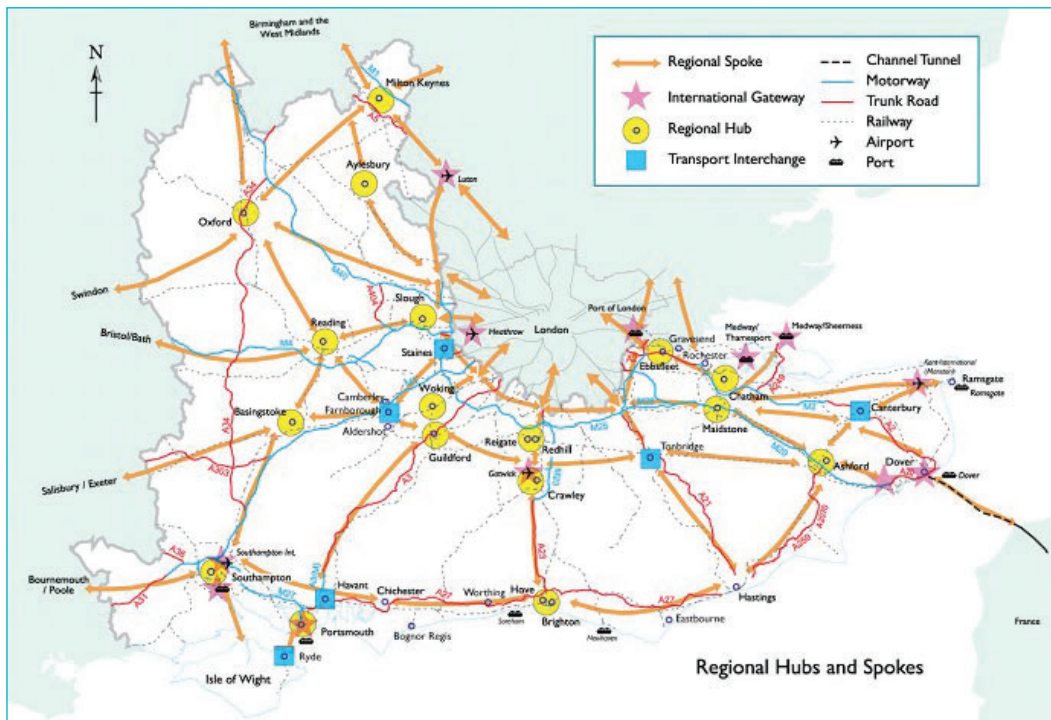 Birmingham and the
West Midlands
N
M1
Milton Keynes
A5
Aylesbury
Luton
A34
Oxford
M40
Swindon
A404
Slough
Port of London
Medway/
Thamesport
Medway/Sheerness
Bristol/Bath
M4
Reading
Heathrow
London
Gravesend
Rochester
Staines
Ebbsfleet
Kent International
(Manston)
Ramsgate
Ramsgate
Woking
Chatham
A249
M2
Camberley
Farnborough
Canterbury
Basingstoke
Aldershot
Maidstone
A34
M25
A2
Guildford
Reigate
Redhill
Tonbridge
M20
A303
Salisbury / Exeter
A3
Gatwick
M23
Ashford
Dover
Dover
A20
Crawley
A21
A2070
A259
A36
Southampton Int.
A3(M)
A23
Bournemouth
/ Poole
Southampton
A31
M27
Havant
Chichester
A27
Worthing
Hove
A27
Hastings
Portsmouth
Bognor Regis
Shoreham
Brighton
Newhaven
Eastbourne
Ryde
Isle of Wight
France
Regional Hubs and Spokes
Regional Spoke
International Gateway
Regional Hub
Transport Interchange
Channel Tunnel
Motorway
Trunk Road
Railway
Airport
Port